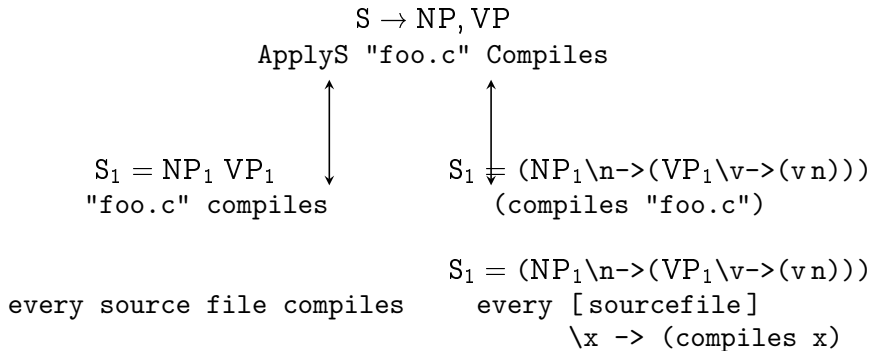 S → NP, VP
ApplyS "foo.c" Compiles
S₁ = NP₁ VP₁
"foo.c" compiles
S₁ = (NP₁\n->(VP₁\v->(v n)))
(compiles "foo.c")
every source file compiles
S₁ = (NP₁\n->(VP₁\v->(v n)))
every [sourcefile]
\x -> (compiles x)